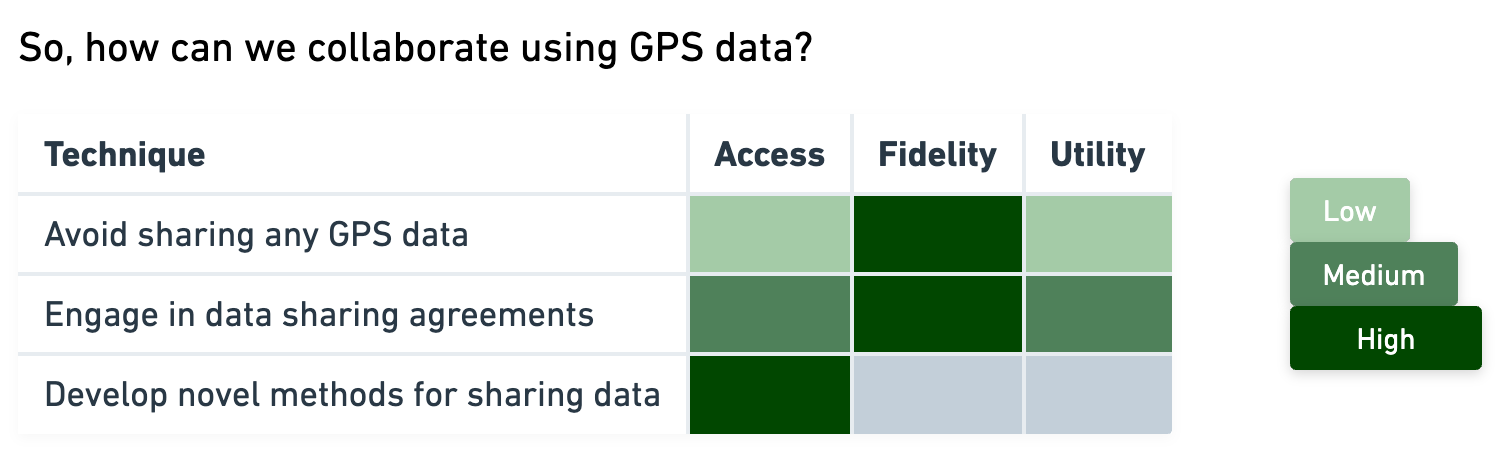 So, how can we collaborate using GPS data?
Technique Access Fidelity Utility
Avoid sharing any GPS data
Engage in data sharing agreements
Develop novel methods for sharing data
Low
Medium
High